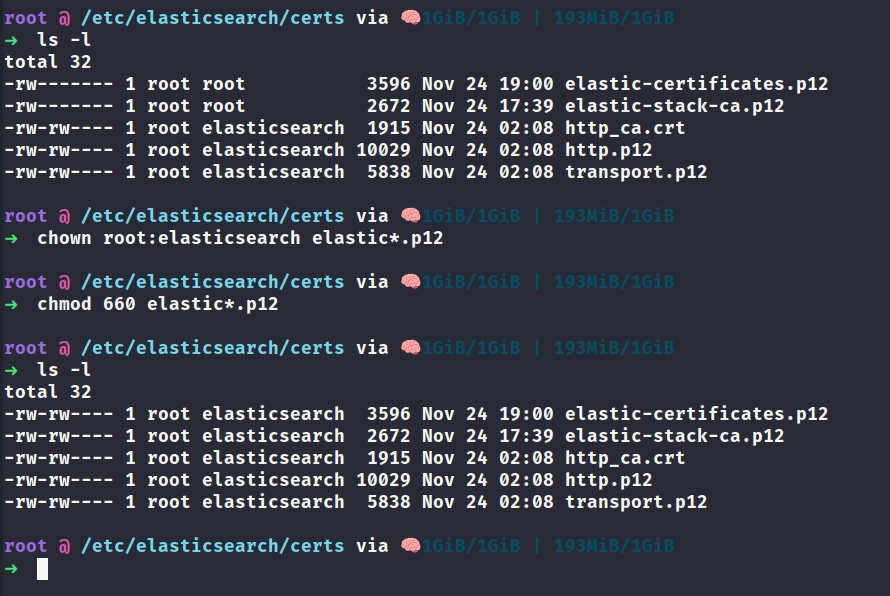 root @ /etc/elasticsearch/certs via 🧠1GiB/1GiB | 193MiB/1GiB
➜ ls -l
total 32
-rw------- 1 root root           3596 Nov 24 19:00 elastic-certificates.p12
-rw------- 1 root root           2672 Nov 24 17:39 elastic-stack-ca.p12
-rw-rw---- 1 root elasticsearch  1915 Nov 24 02:08 http_ca.crt
-rw-rw---- 1 root elasticsearch 10029 Nov 24 02:08 http.p12
-rw-rw---- 1 root elasticsearch  5838 Nov 24 02:08 transport.p12
root @ /etc/elasticsearch/certs via 🧠1GiB/1GiB | 193MiB/1GiB
➜ chown root:elasticsearch elastic*.p12
root @ /etc/elasticsearch/certs via 🧠1GiB/1GiB | 193MiB/1GiB
➜ chmod 660 elastic*.p12
root @ /etc/elasticsearch/certs via 🧠1GiB/1GiB | 193MiB/1GiB
➜ ls -l
total 32
-rw-rw---- 1 root elasticsearch  3596 Nov 24 19:00 elastic-certificates.p12
-rw-rw---- 1 root elasticsearch  2672 Nov 24 17:39 elastic-stack-ca.p12
-rw-rw---- 1 root elasticsearch  1915 Nov 24 02:08 http_ca.crt
-rw-rw---- 1 root elasticsearch 10029 Nov 24 02:08 http.p12
-rw-rw---- 1 root elasticsearch  5838 Nov 24 02:08 transport.p12
root @ /etc/elasticsearch/certs via 🧠1GiB/1GiB | 193MiB/1GiB
➜